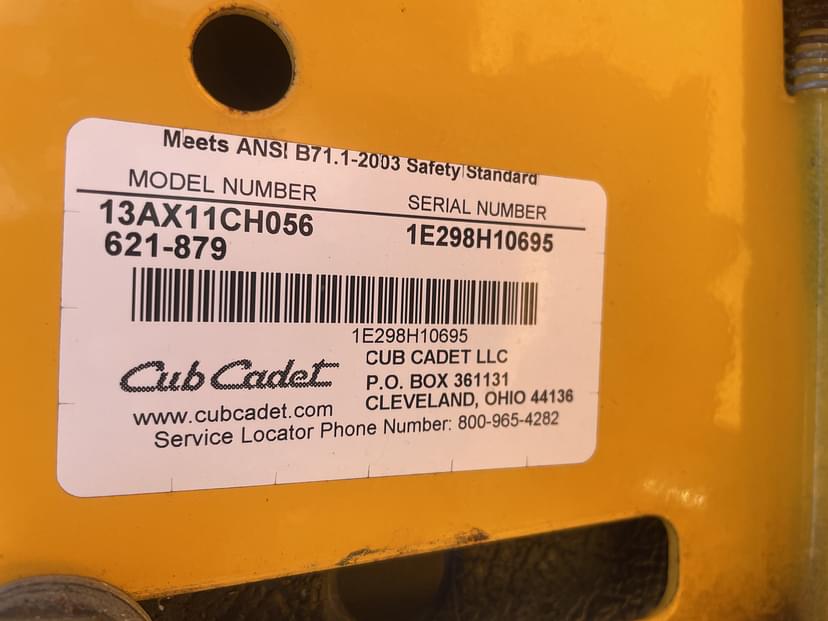 Meets ANSI B71.1-2003 Safety Standard
MODEL NUMBER SERIAL NUMBER
13AX11CH056 1E298H10695
621-879
1E298H10695
Cub Cadet CUB CADET LLC
P.O. BOX 361131
www.cubcadet.com CLEVELAND, OHIO 44136
Service Locator Phone Number: 800-965-4282